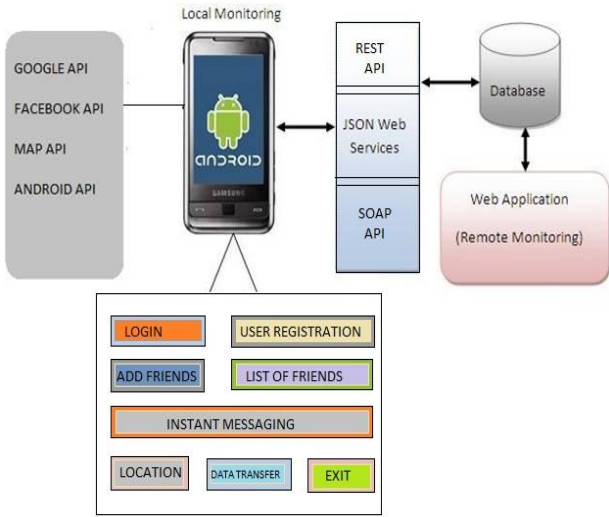 Local Monitoring
GOOGLE API
FACEBOOK API
MAP API
ANDROID API
ANDROID
SAMSUNG
REST
API
JSON Web
Services
SOAP
API
Database
Web Application
(Remote Monitoring)
LOGIN
USER REGISTRATION
ADD FRIENDS
LIST OF FRIENDS
INSTANT MESSAGING
LOCATION
DATA TRANSFER
EXIT